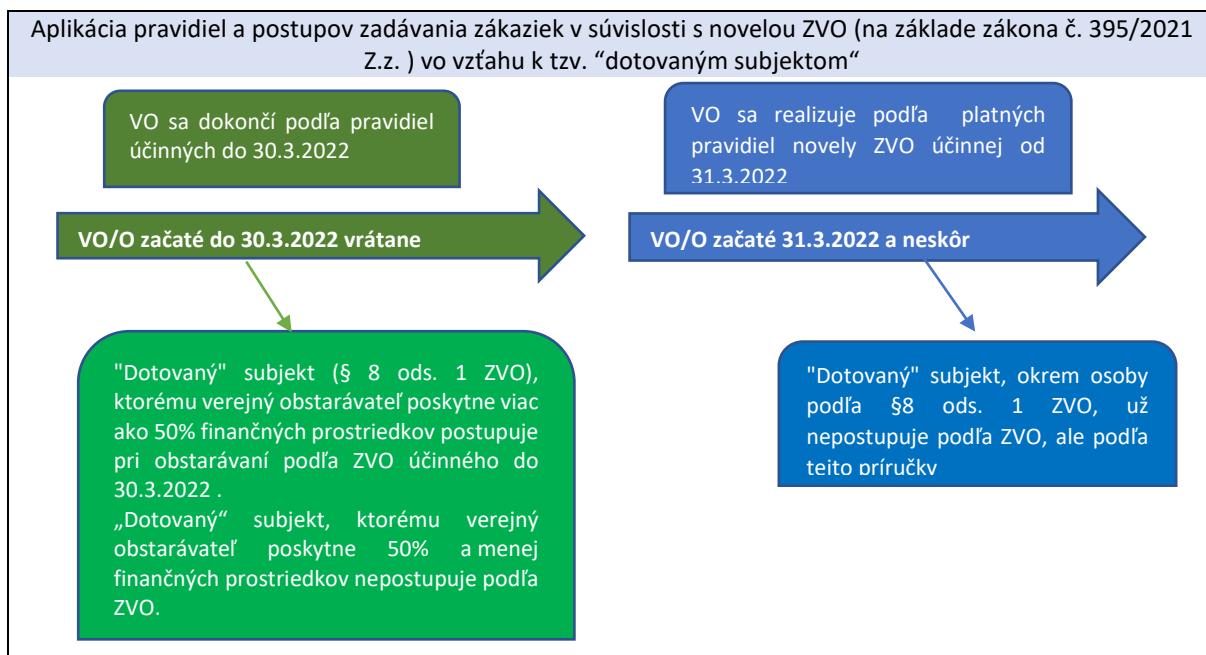 Aplikácia pravidiel a postupov zadávania zákaziek v súvislosti s novelou ZVO (na základe zákona č. 395/2021
Z.z. ) vo vzťahu k tzv. “dotovaným subjektom“
VO sa dokončí podľa pravidiel
účinných do 30.3.2022
VO sa realizuje podľa platných
pravidiel novely ZVO účinnej od
31.3.2022
VO/O začaté do 30.3.2022 vrátane
VO/O začaté 31.3.2022 a neskôr
"Dotovaný" subjekt (§ 8 ods. 1 ZVO),
ktorému verejný obstarávateľ poskytne viac
ako 50% finančných prostriedkov postupuje
pri obstarávaní podľa ZVO účinného do
30.3.2022 .
„Dotovaný“ subjekt, ktorému verejný
obstarávateľ poskytne 50% a menej
finančných prostriedkov nepostupuje podľa
ZVO.
"Dotovaný" subjekt, okrem osoby
podľa §8 ods. 1 ZVO, už
nepostupuje podľa ZVO, ale podľa
tejto príručky